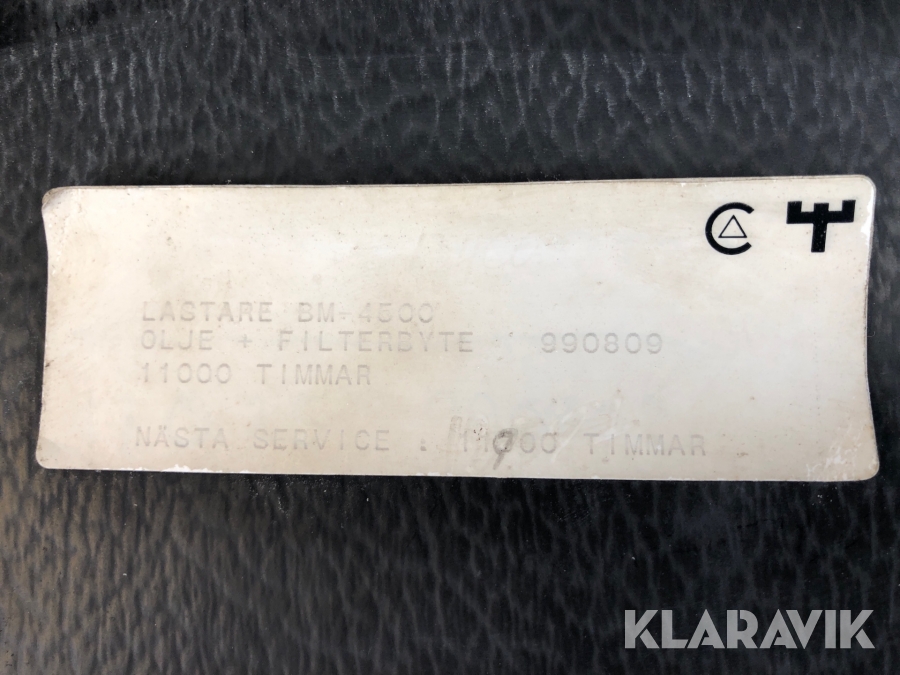 LASTARE BM-4500
OLJE + FILTERBYTE 990809
11000 TIMMAR
NÄSTA SERVICE : TIMMAR
KLARAVIK